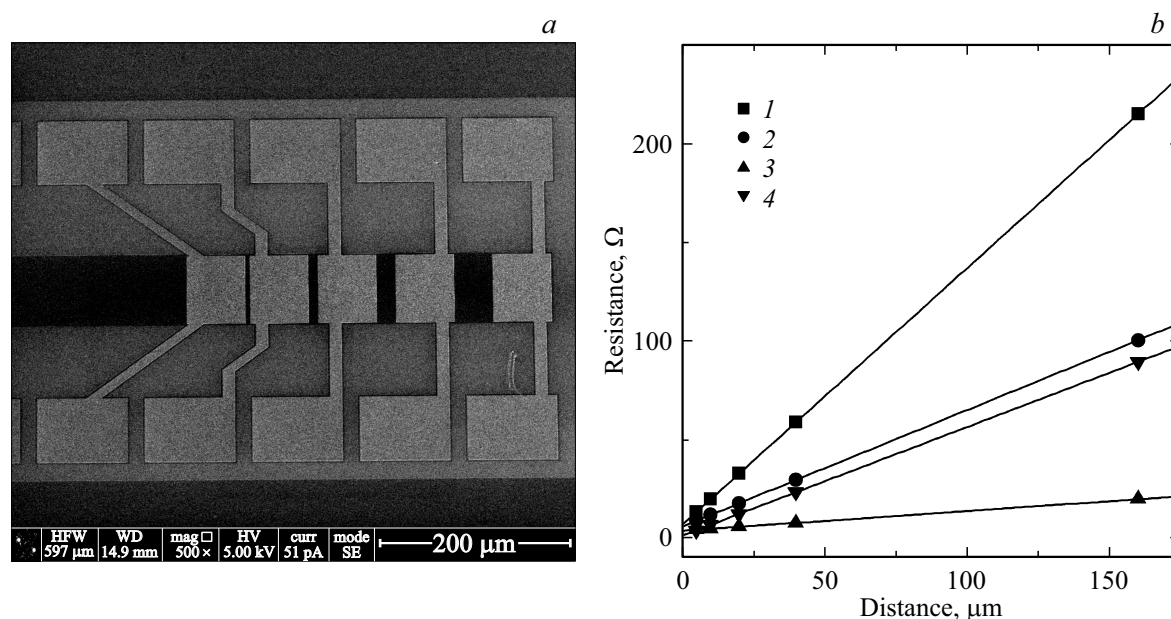 a
HFW WD mag□ HV curr mode
597 μm 14.9 mm 500 × 5.00 kV 51 pA SE
200 μm
b
Resistance, Ω
200
100
0
1
2
3
4
0 50 100 150
Distance, μm